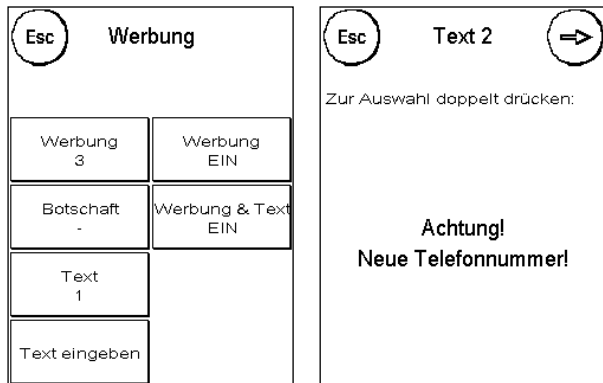 Esc
Werbung
Werbung
3
Werbung
EIN
Botschaft
-
Werbung & Text
EIN
Text
1
Text eingeben
Esc
Text 2
Zur Auswahl doppelt drücken:
Achtung!
Neue Telefonnummer!